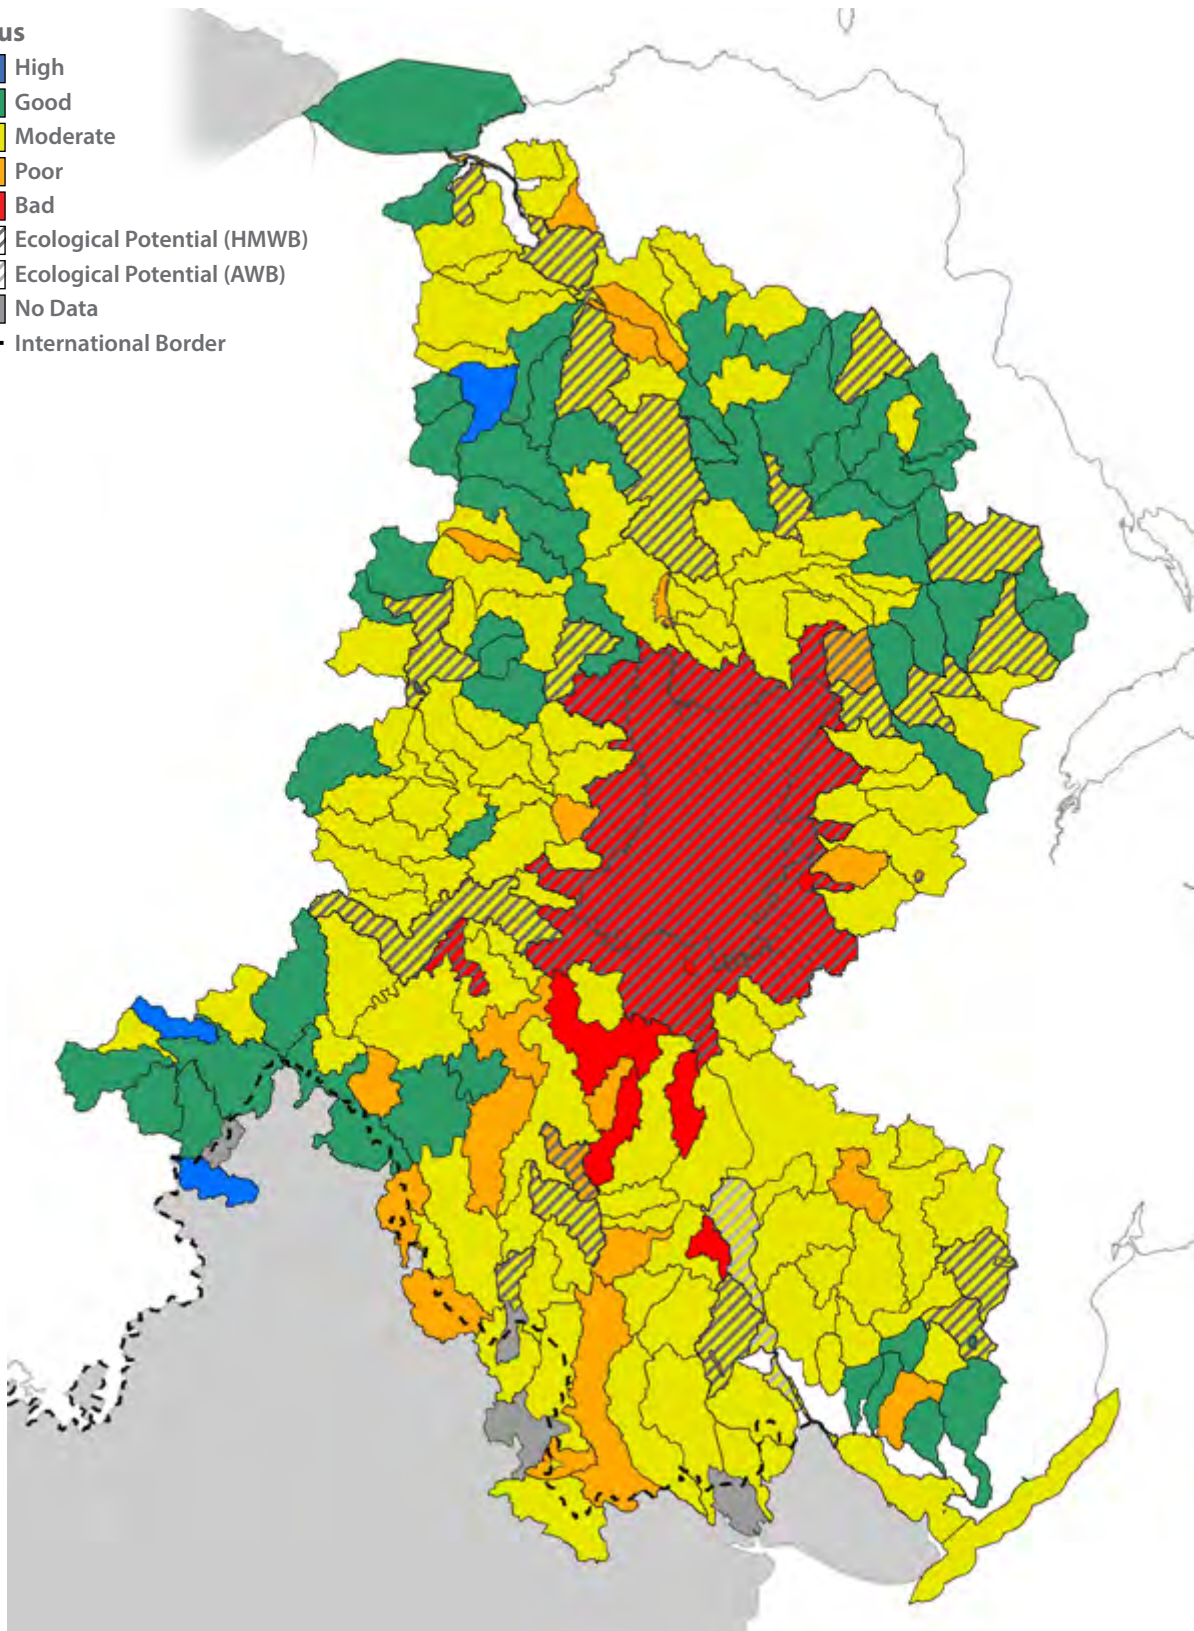 us
High
Good
Moderate
Poor
Bad
Ecological Potential (HMWB)
Ecological Potential (AWB)
No Data
International Border